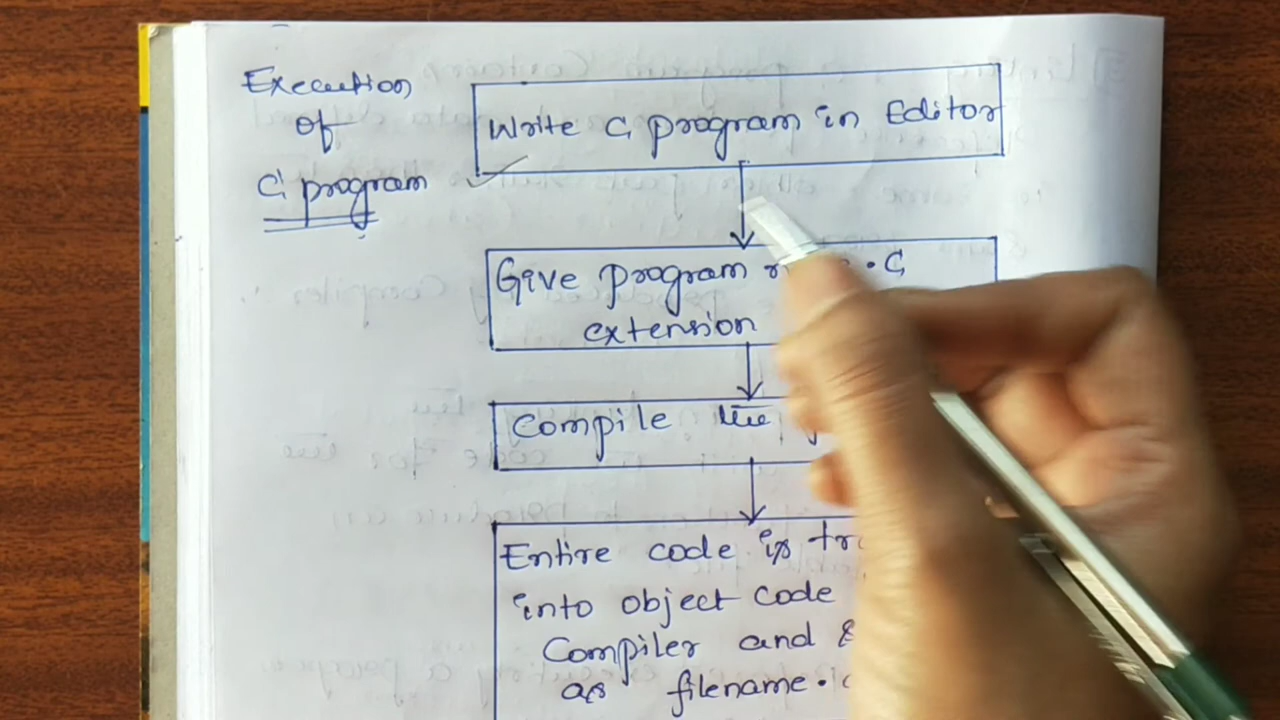 Execution
of
C program
Write C program in Editor
Give program .C
extension
Compile the
Entire code is
into object code
Compiler and
as filename.